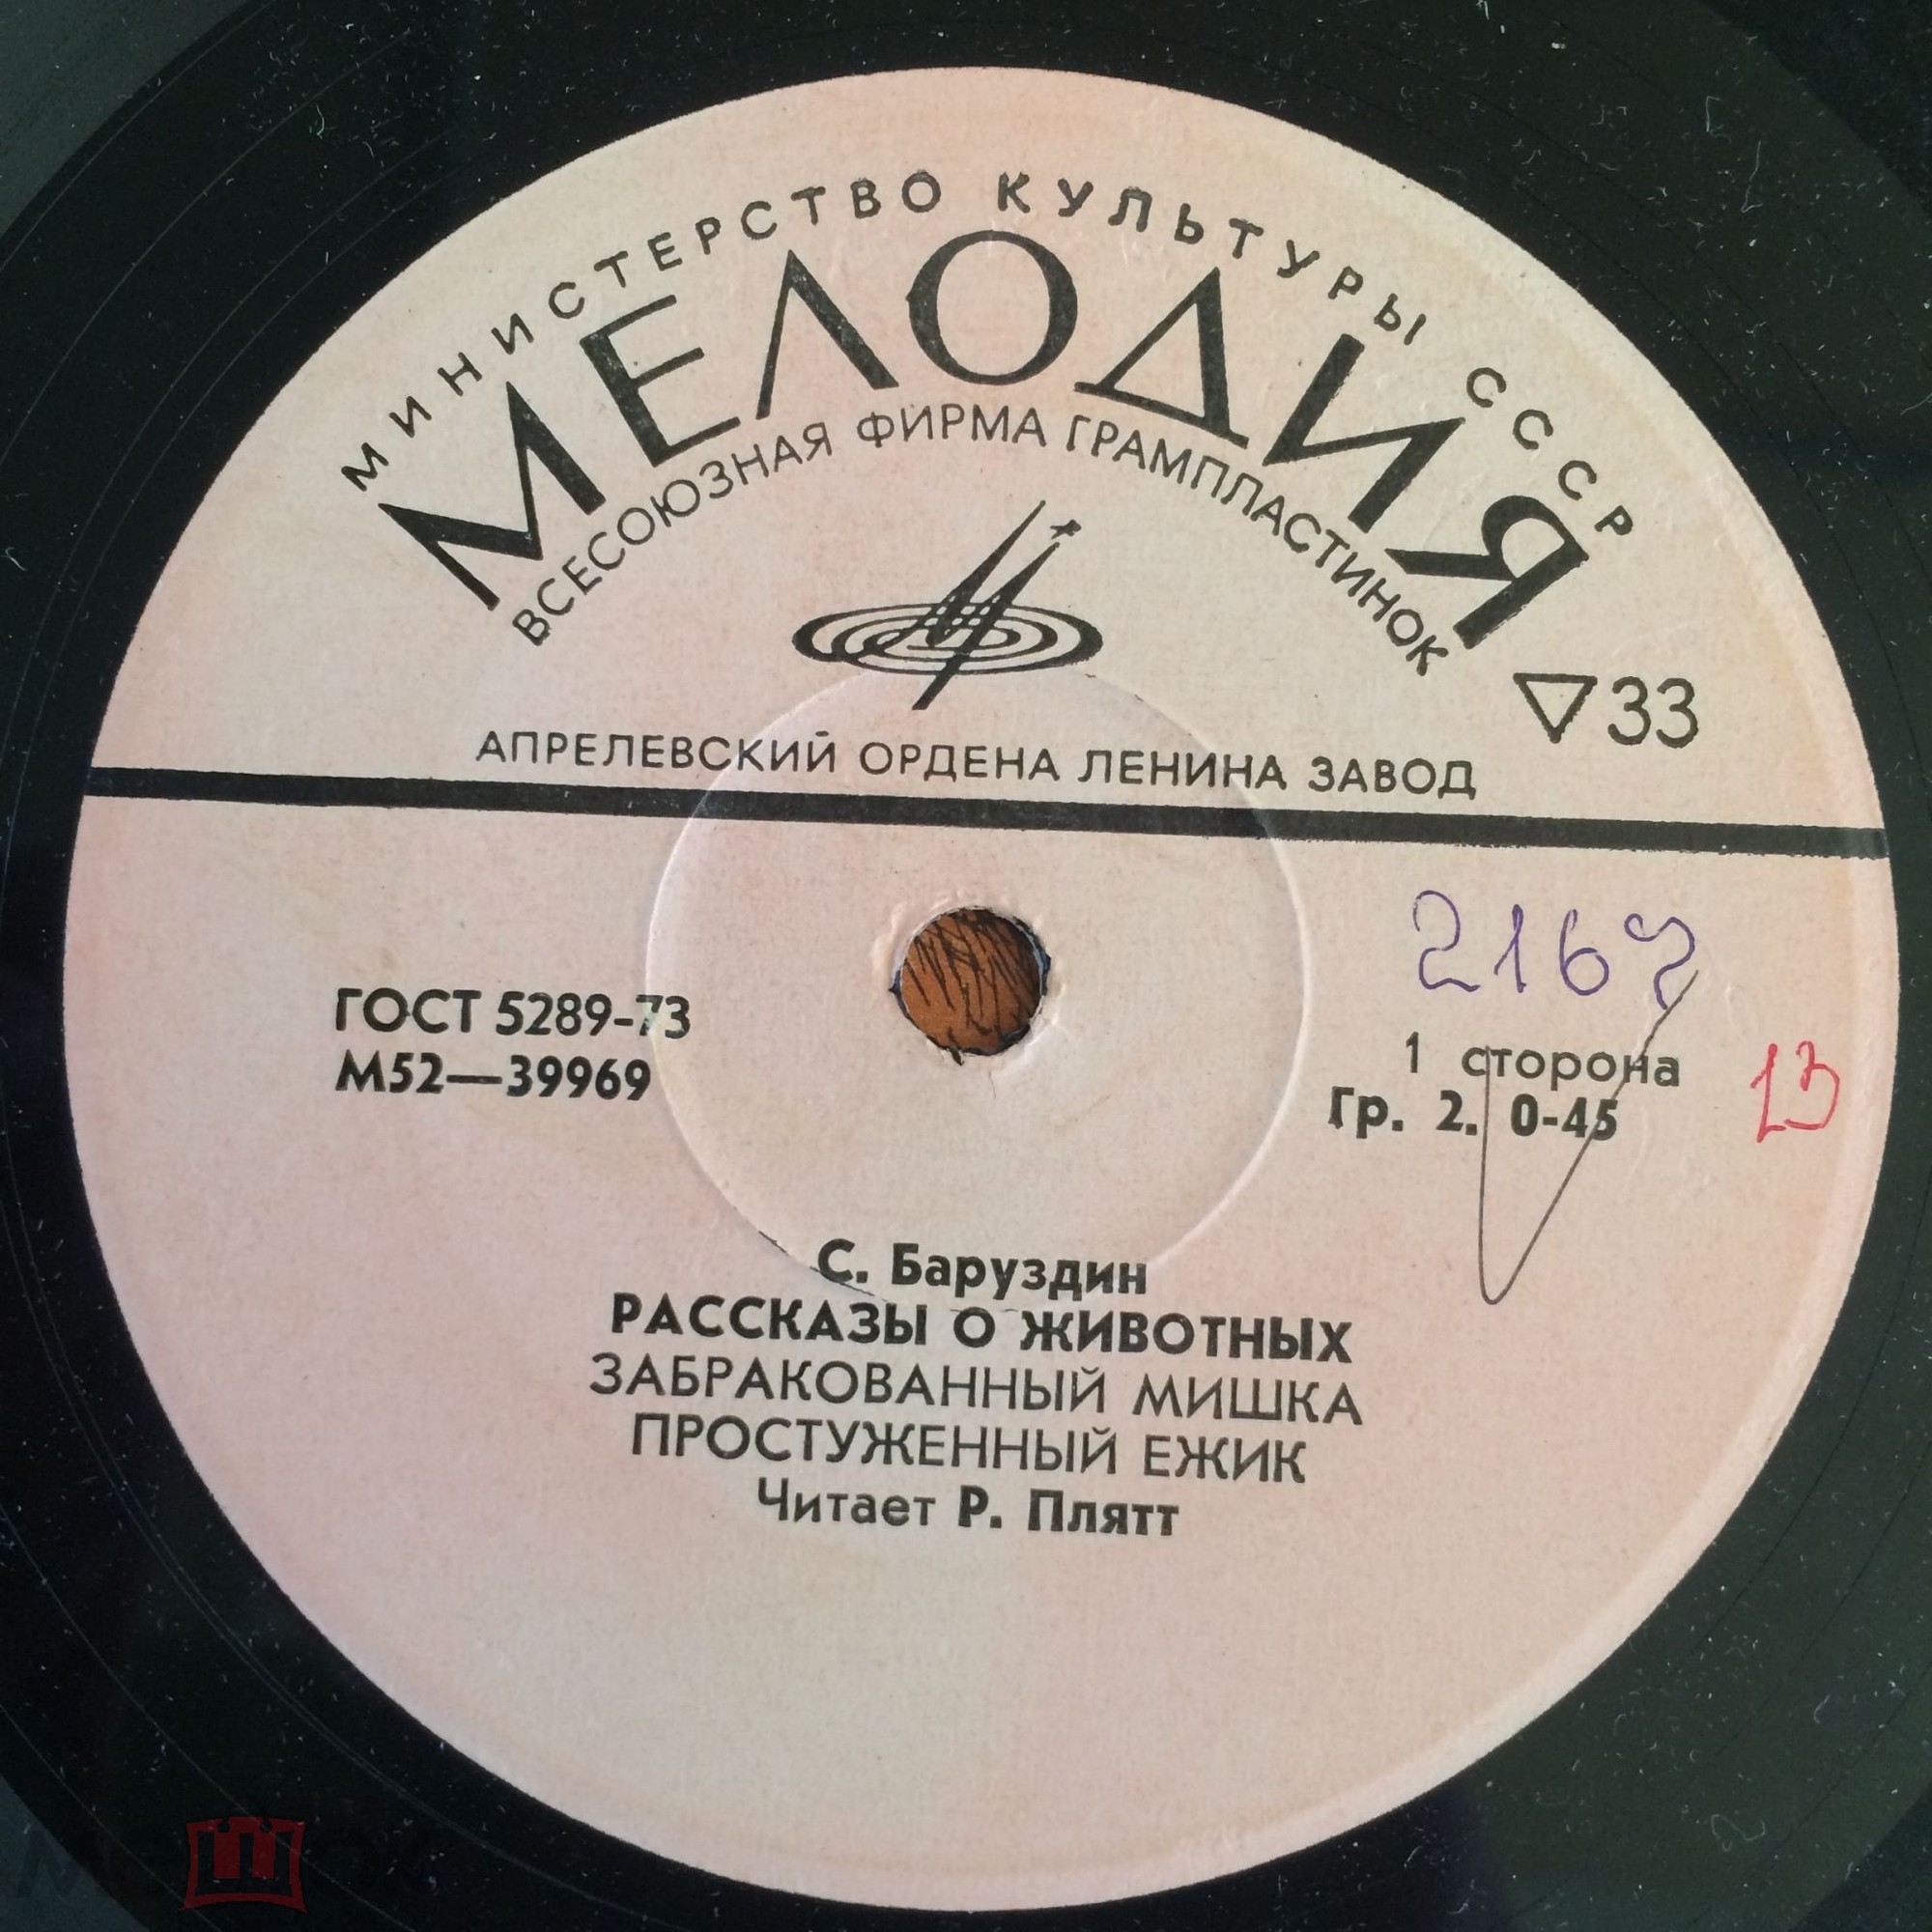 МИНИСТЕРСТВО КУЛЬТУРЫ СССР
МЕЛОДИЯ
ВСЕСОЮЗНАЯ ФИРМА ГРАМПЛАСТИНОК
▽33
АПРЕЛЕВСКИЙ ОРДЕНА ЛЕНИНА ЗАВОД
2167
ГОСТ 5289-73
М52—39969
1 сторона
Гр. 2. 0-45
13
С. Баруздин
РАССКАЗЫ О ЖИВОТНЫХ
ЗАБРАКОВАННЫЙ МИШКА
ПРОСТУЖЕННЫЙ ЕЖИК
Читает Р. Плятт